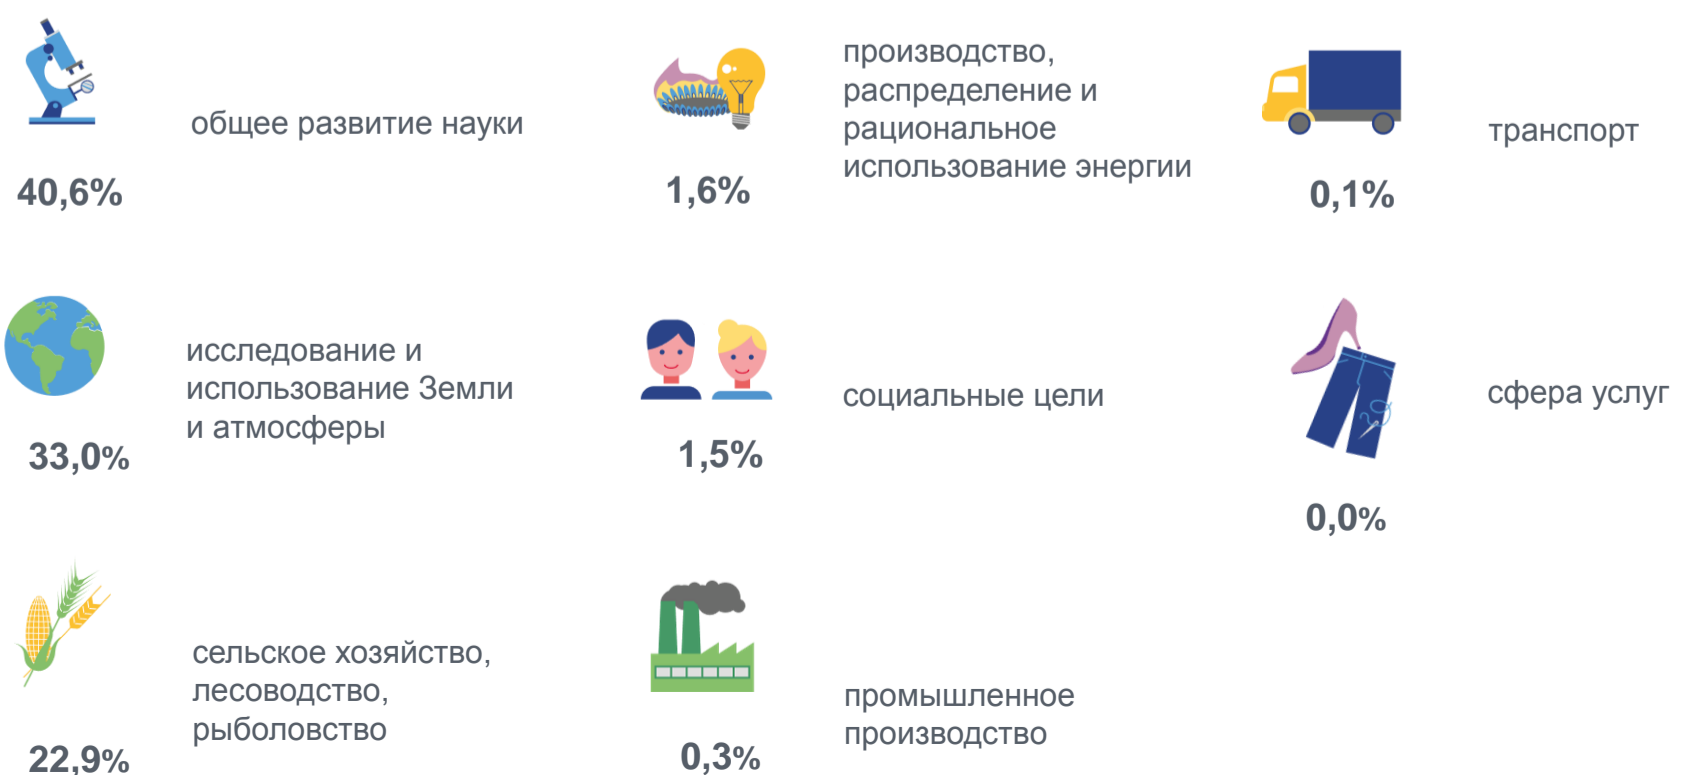 общее развитие науки
40,6%
производство,
распределение и
рациональное
использование энергии
1,6%
транспорт
0,1%
исследование и
использование Земли
и атмосферы
33,0%
социальные цели
1,5%
сфера услуг
0,0%
сельское хозяйство,
лесоводство,
рыболовство
22,9%
промышленное
производство
0,3%